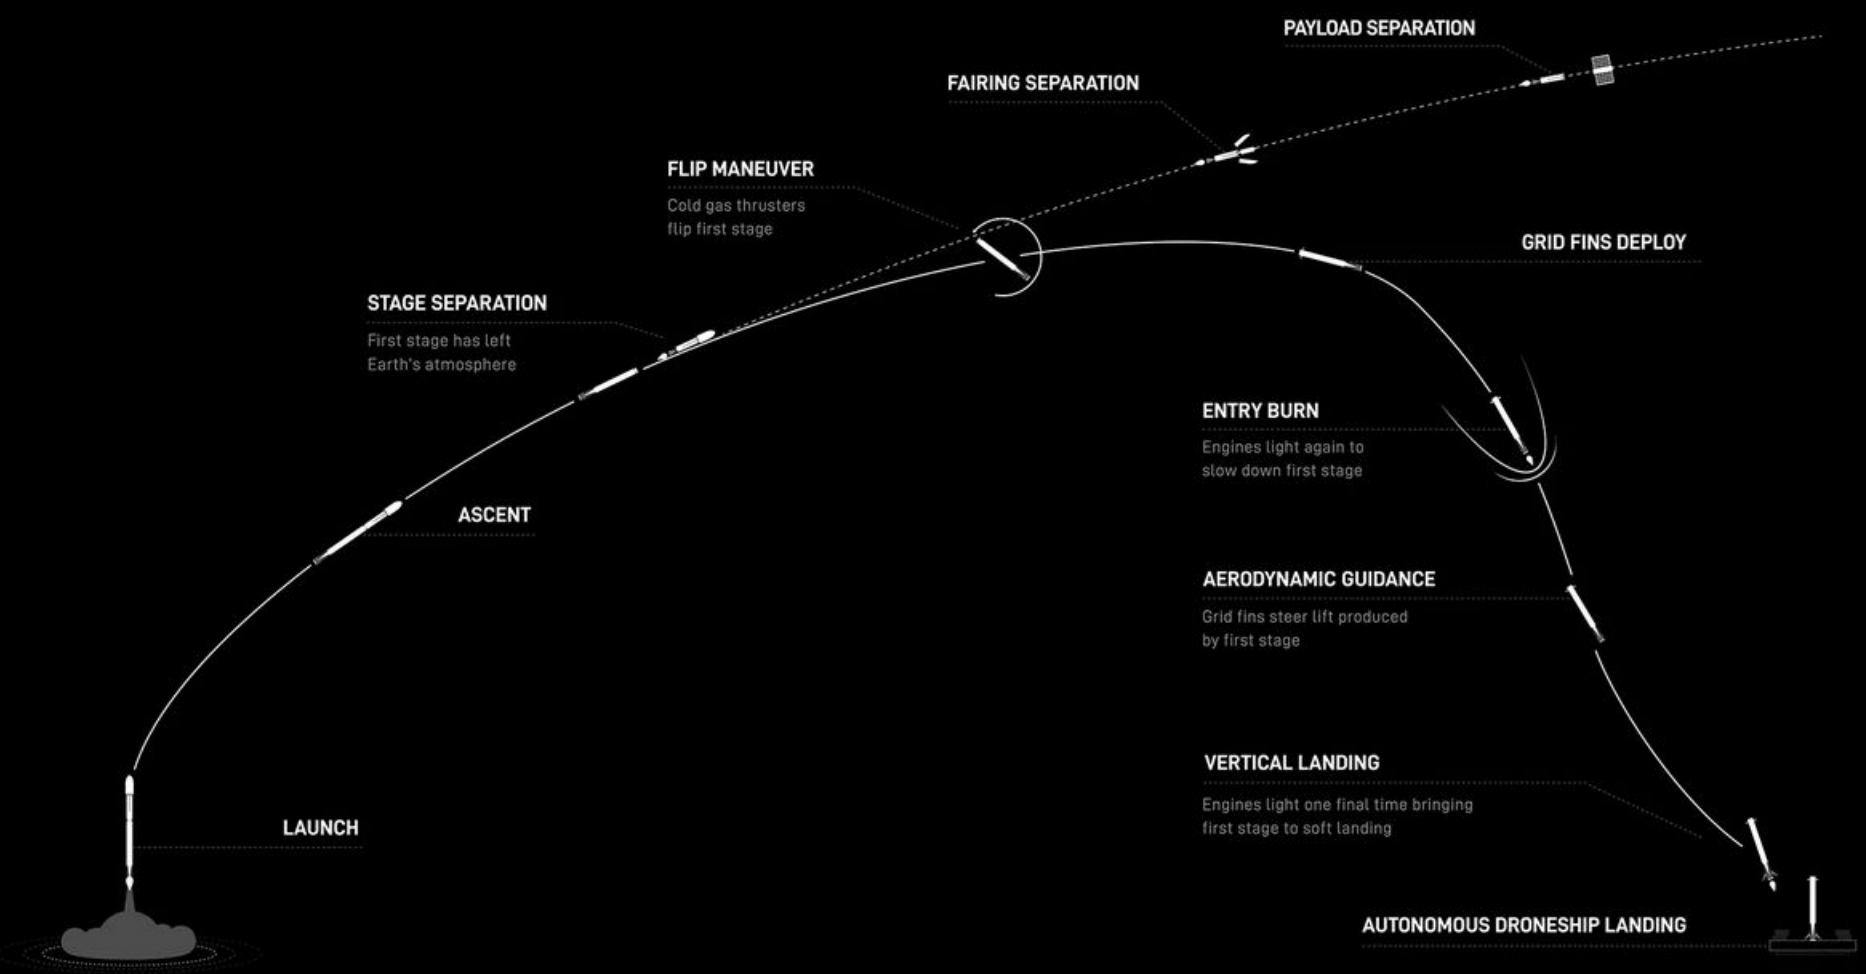 PAYLOAD SEPARATION
FAIRING SEPARATION
FLIP MANEUVER
Cold gas thrusters
flip first stage
GRID FINS DEPLOY
STAGE SEPARATION
First stage has left
Earth's atmosphere
ENTRY BURN
Engines light again to
slow down first stage
ASCENT
AERODYNAMIC GUIDANCE
Grid fins steer lift produced
by first stage
VERTICAL LANDING
Engines light one final time bringing
first stage to soft landing
LAUNCH
AUTONOMOUS DRONESHIP LANDING